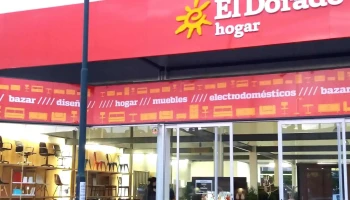 El Dorado
hogar
/ bazar //// diseño //// hogar //// muebles //// electrodomésticos //// bazar